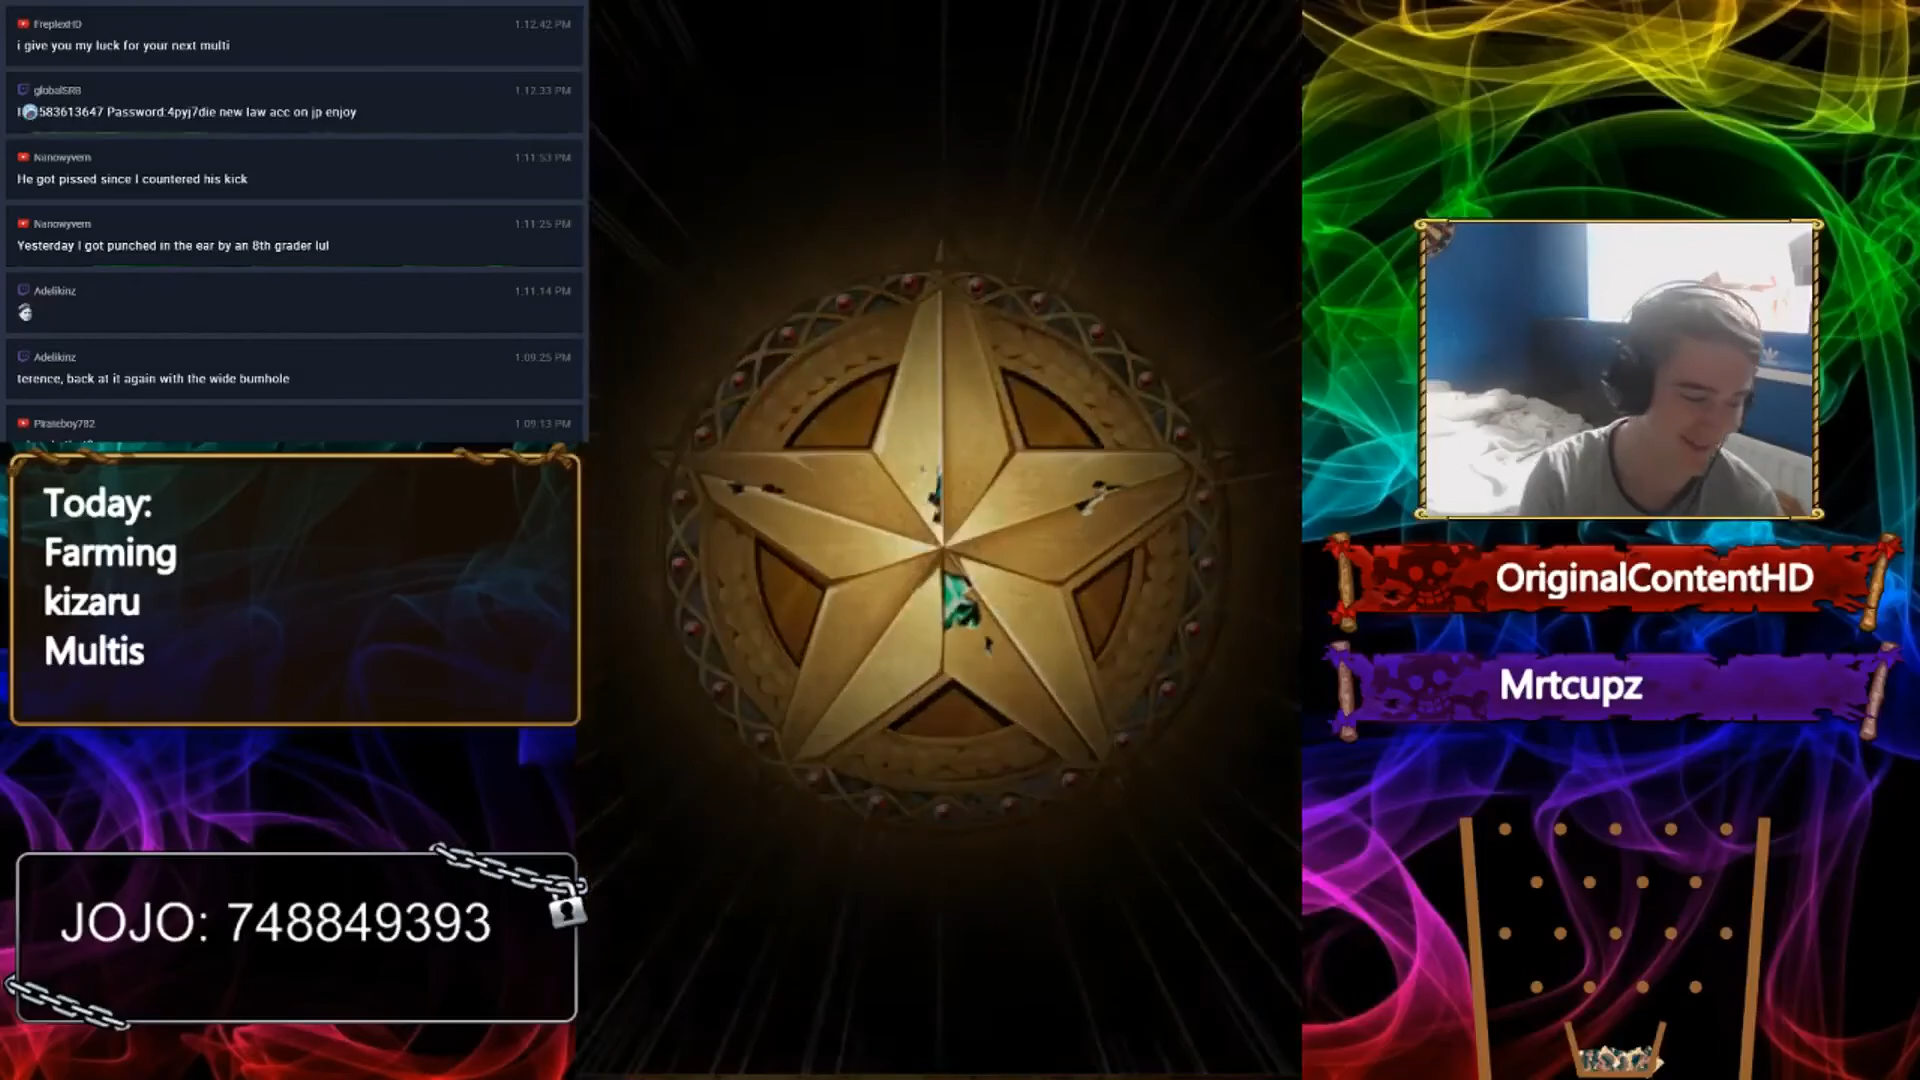 FreplexHD 1:12:42 PM
i give you my luck for your next multi
globalSRB 1:12:33 PM
I 583613647 Password:4pyj7die new law acc on jp enjoy
Nanowyvern 1:11:53 PM
He got pissed since I countered his kick
Nanowyvern 1:11:25 PM
Yesterday I got punched in the ear by an 8th grader lul
Adelikinz 1:11:14 PM
Adelikinz 1:09:25 PM
terence, back at it again with the wide bumhole
Pirateboy782 1:09:13 PM
Today:
Farming
kizaru
Multis
JOJO: 748849393
OriginalContentHD
Mrtcupz